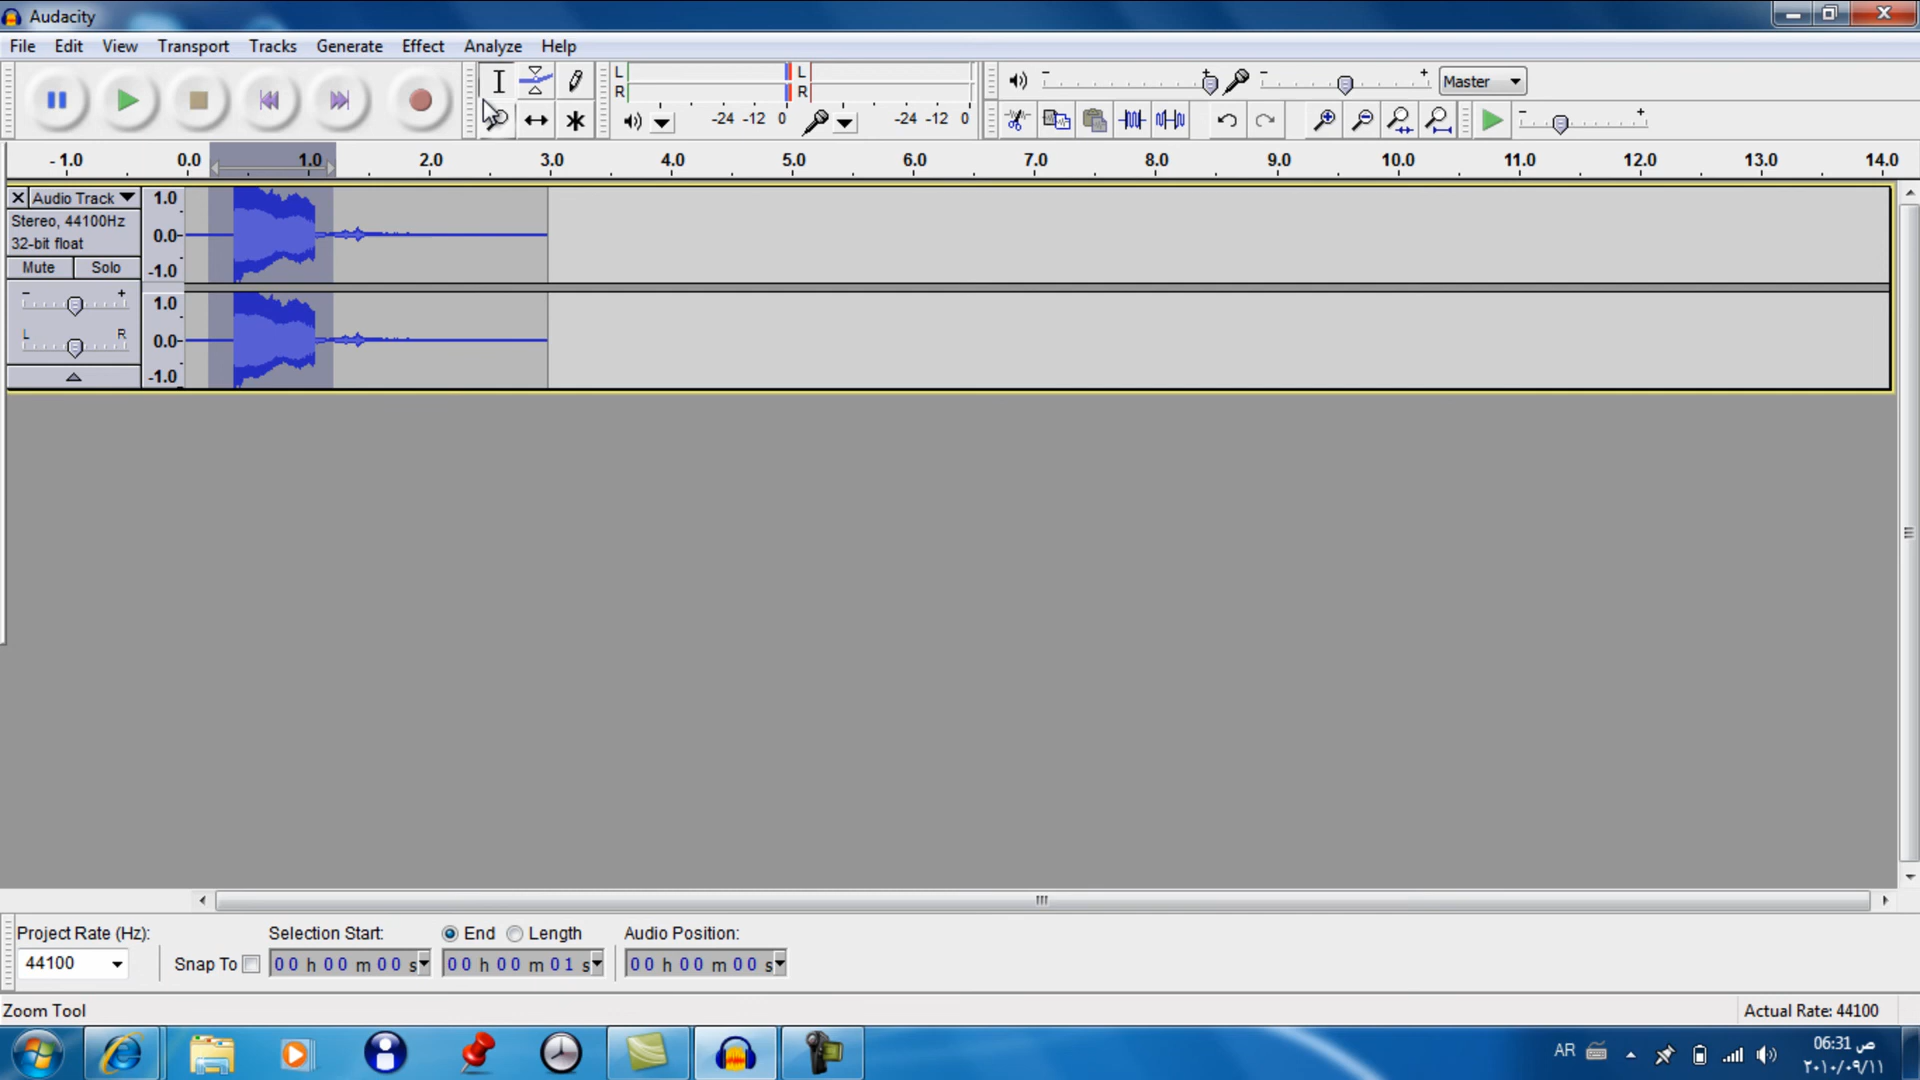 Audacity
File Edit View Transport Tracks Generate Effect Analyze Help
L R -24 -12 0 L R -24 -12 0 - + - + Master
- +
- 1.0 0.0 1.0 2.0 3.0 4.0 5.0 6.0 7.0 8.0 9.0 10.0 11.0 12.0 13.0 14.0
Audio Track 1.0
Stereo, 44100Hz
32-bit float 0.0-
Mute Solo -1.0
- + 1.0
L R 0.0-
-1.0
Project Rate (Hz): Selection Start: End Length Audio Position:
44100 Snap To 00 h 00 m 00 s 00 h 00 m 01 s 00 h 00 m 00 s
Zoom Tool Actual Rate: 44100
AR 06:31 ص
٢٠١٠/٠٩/١١